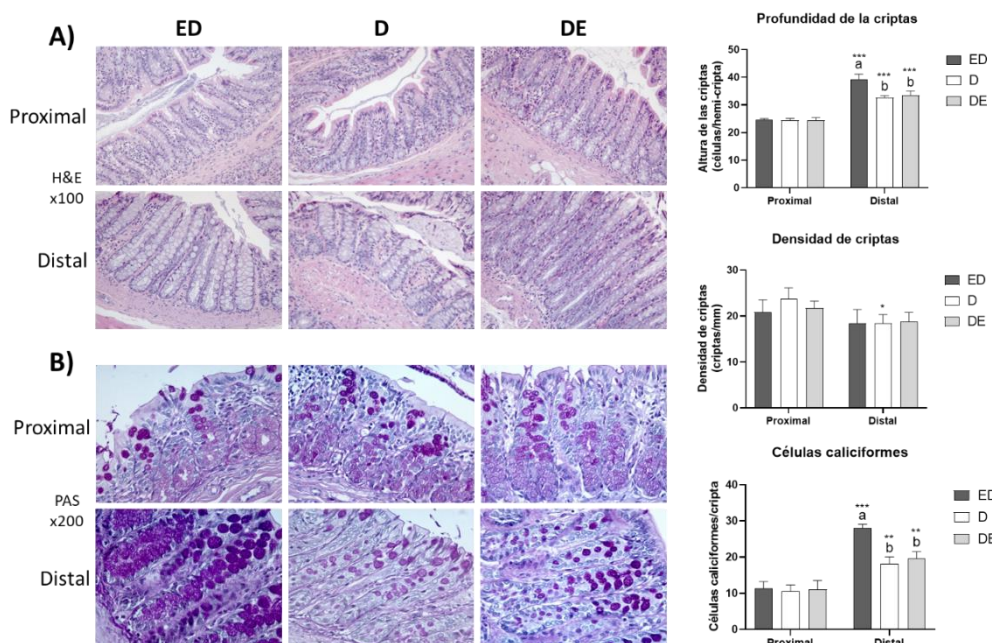 ED D DE
A)
Proximal
H&E
x100
Distal
B)
Proximal
PAS
x200
Distal
Profundidad de la criptas
Altura de las criptas
(células/hemi-cripta)
50
40
30
20
10
0
***
a
***
b
***
b
Proximal Distal
ED
D
DE
Densidad de criptas
Densidad de criptas
(criptas/mm)
30
20
10
0
*
Proximal Distal
ED
D
DE
Células caliciformes
Células caliciformes/cripta
40
30
20
10
0
***
a
**
b
**
b
Proximal Distal
ED
D
DE